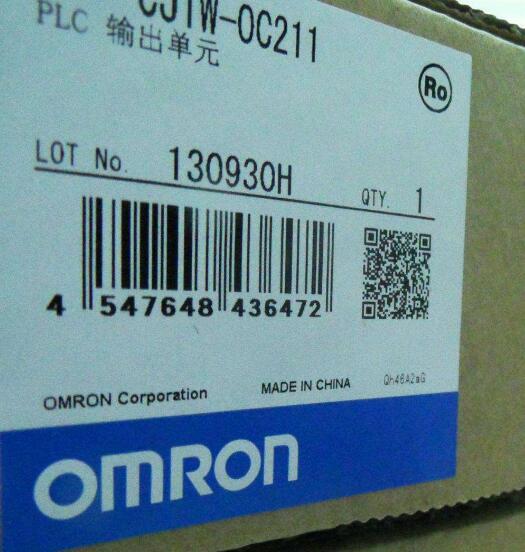 CJ1W-OC211
PLC 输出单元
Ro
LOT No. 130930H
QTY. 1
4 547648 436472
OMRON Corporation
MADE IN CHINA
Qh46A2aG
OMRON